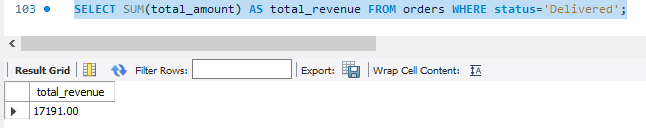 103 SELECT SUM(total_amount) AS total_revenue FROM orders WHERE status='Delivered';
Result Grid Filter Rows: Export: Wrap Cell Content: IA
total_revenue
17191.00